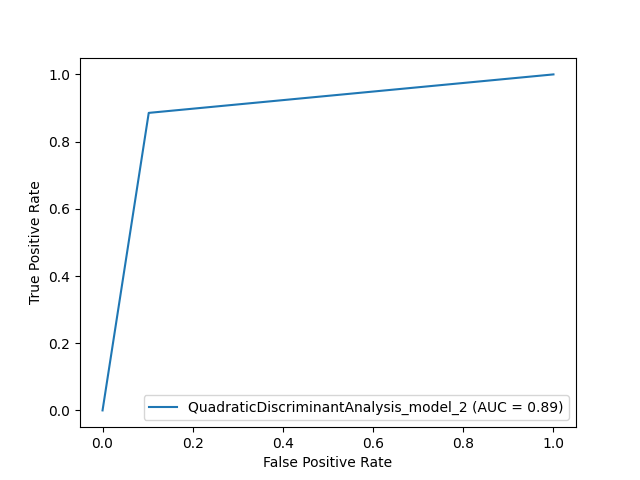 1.0
0.8
0.6
0.4
0.2
0.0
True Positive Rate
QuadraticDiscriminantAnalysis_model_2 (AUC = 0.89)
0.0 0.2 0.4 0.6 0.8 1.0
False Positive Rate